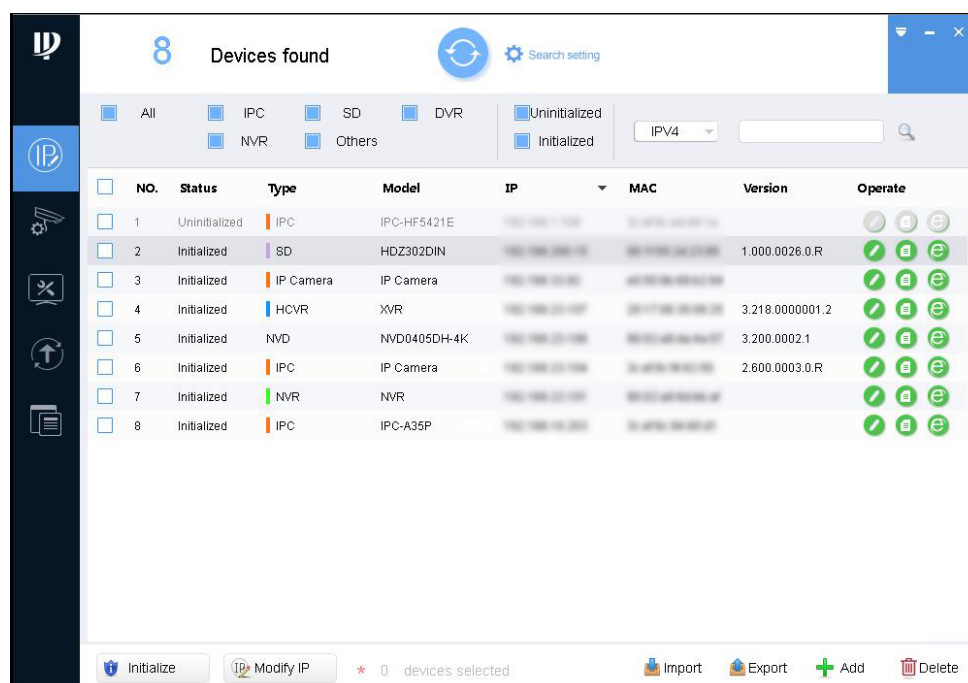 8 Devices found Search setting
All IPC SD DVR Uninitialized
NVR Others Initialized IPV4
NO. Status Type Model IP MAC Version Operate
1 Uninitialized IPC IPC-HF5421E
2 Initialized SD HDZ302DIN 1.000.0026.0.R
3 Initialized IP Camera IP Camera
4 Initialized HCVR XVR 3.218.0000001.2
5 Initialized NVD NVD0405DH-4K 3.200.0002.1
6 Initialized IPC IP Camera 2.600.0003.0.R
7 Initialized NVR NVR
8 Initialized IPC IPC-A35P
Initialize Modify IP * 0 devices selected Import Export Add Delete